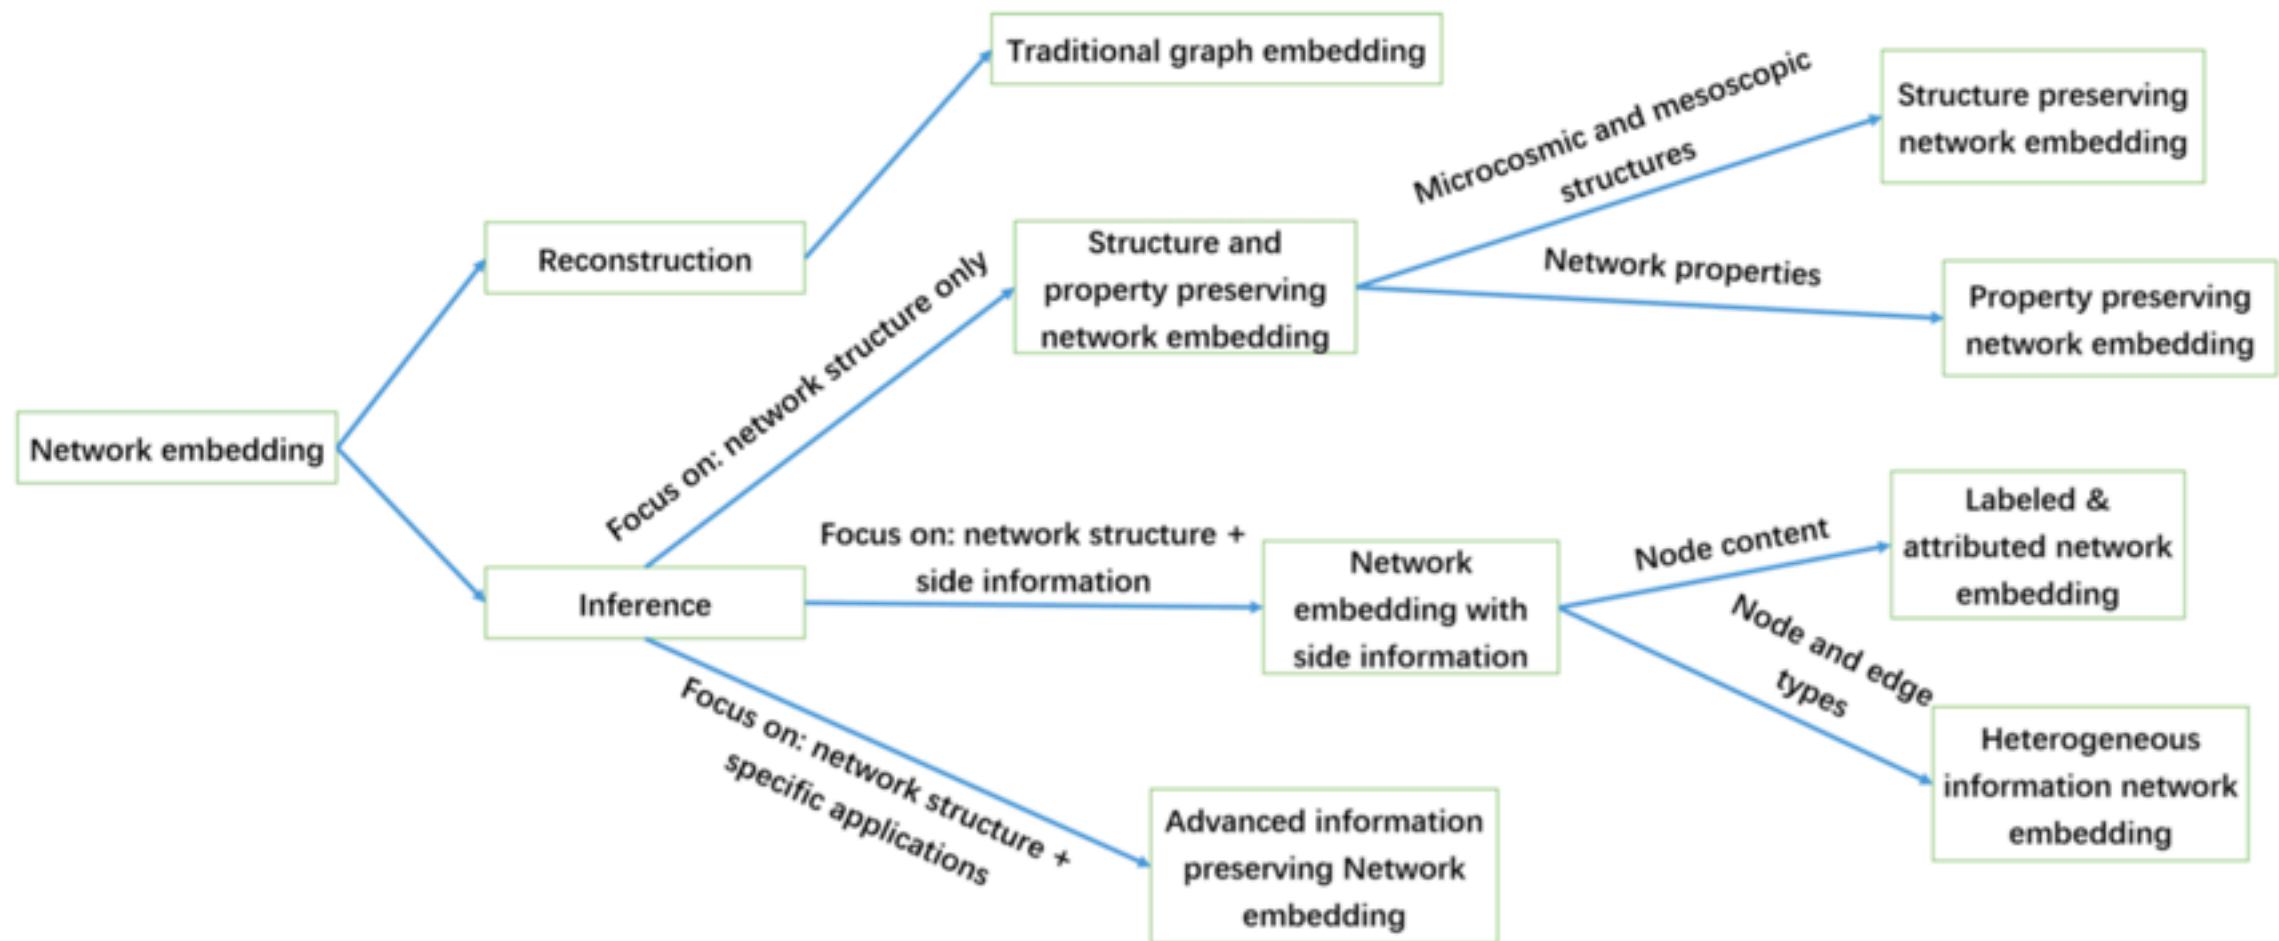 Traditional graph embedding
Microcosmic and mesoscopic
structures
Structure preserving
network embedding
Reconstruction
Focus on: network structure only
Structure and
property preserving
network embedding
Network properties
Property preserving
network embedding
Network embedding
Inference
Focus on: network structure +
side information
Network
embedding with
side information
Node content
Labeled &
attributed network
embedding
Node and edge
types
Heterogeneous
information network
embedding
Focus on: network structure +
specific applications
Advanced information
preserving Network
embedding